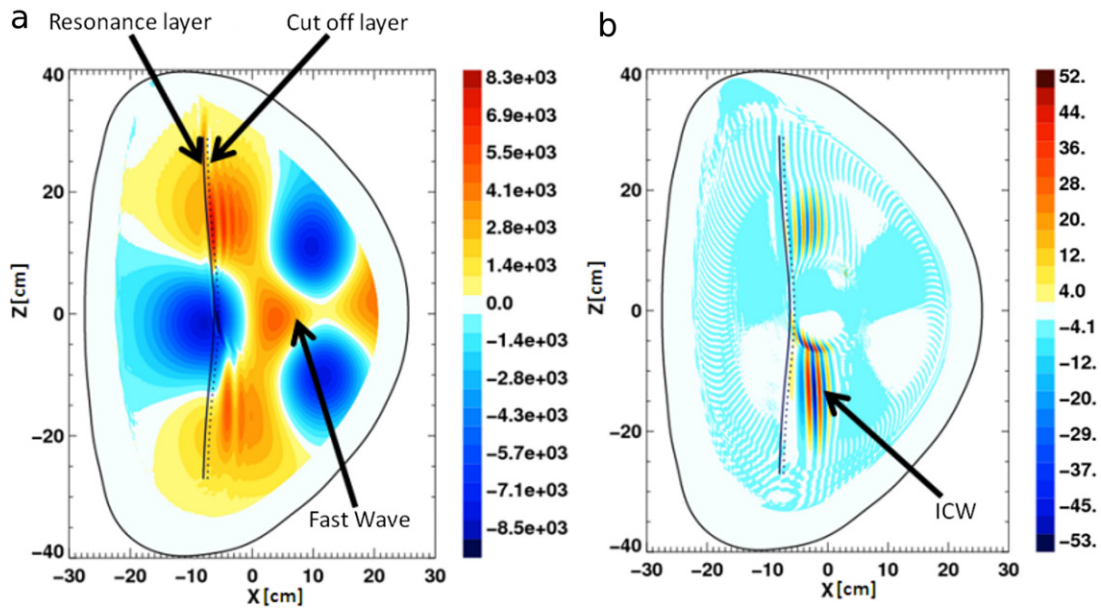 a
Resonance layer
Cut off layer
40
20
0
−20
−40
Z[cm]
−30
−20
−10
0
10
20
30
X[cm]
8.3e+03
6.9e+03
5.5e+03
4.1e+03
2.8e+03
1.4e+03
0.0
−1.4e+03
−2.8e+03
−4.3e+03
−5.7e+03
−7.1e+03
−8.5e+03
Fast Wave
b
40
20
0
−20
−40
Z[cm]
−30
−20
−10
0
10
20
30
X[cm]
52.
44.
36.
28.
20.
12.
4.0
−4.1
−12.
−20.
−29.
−37.
−45.
−53.
ICW